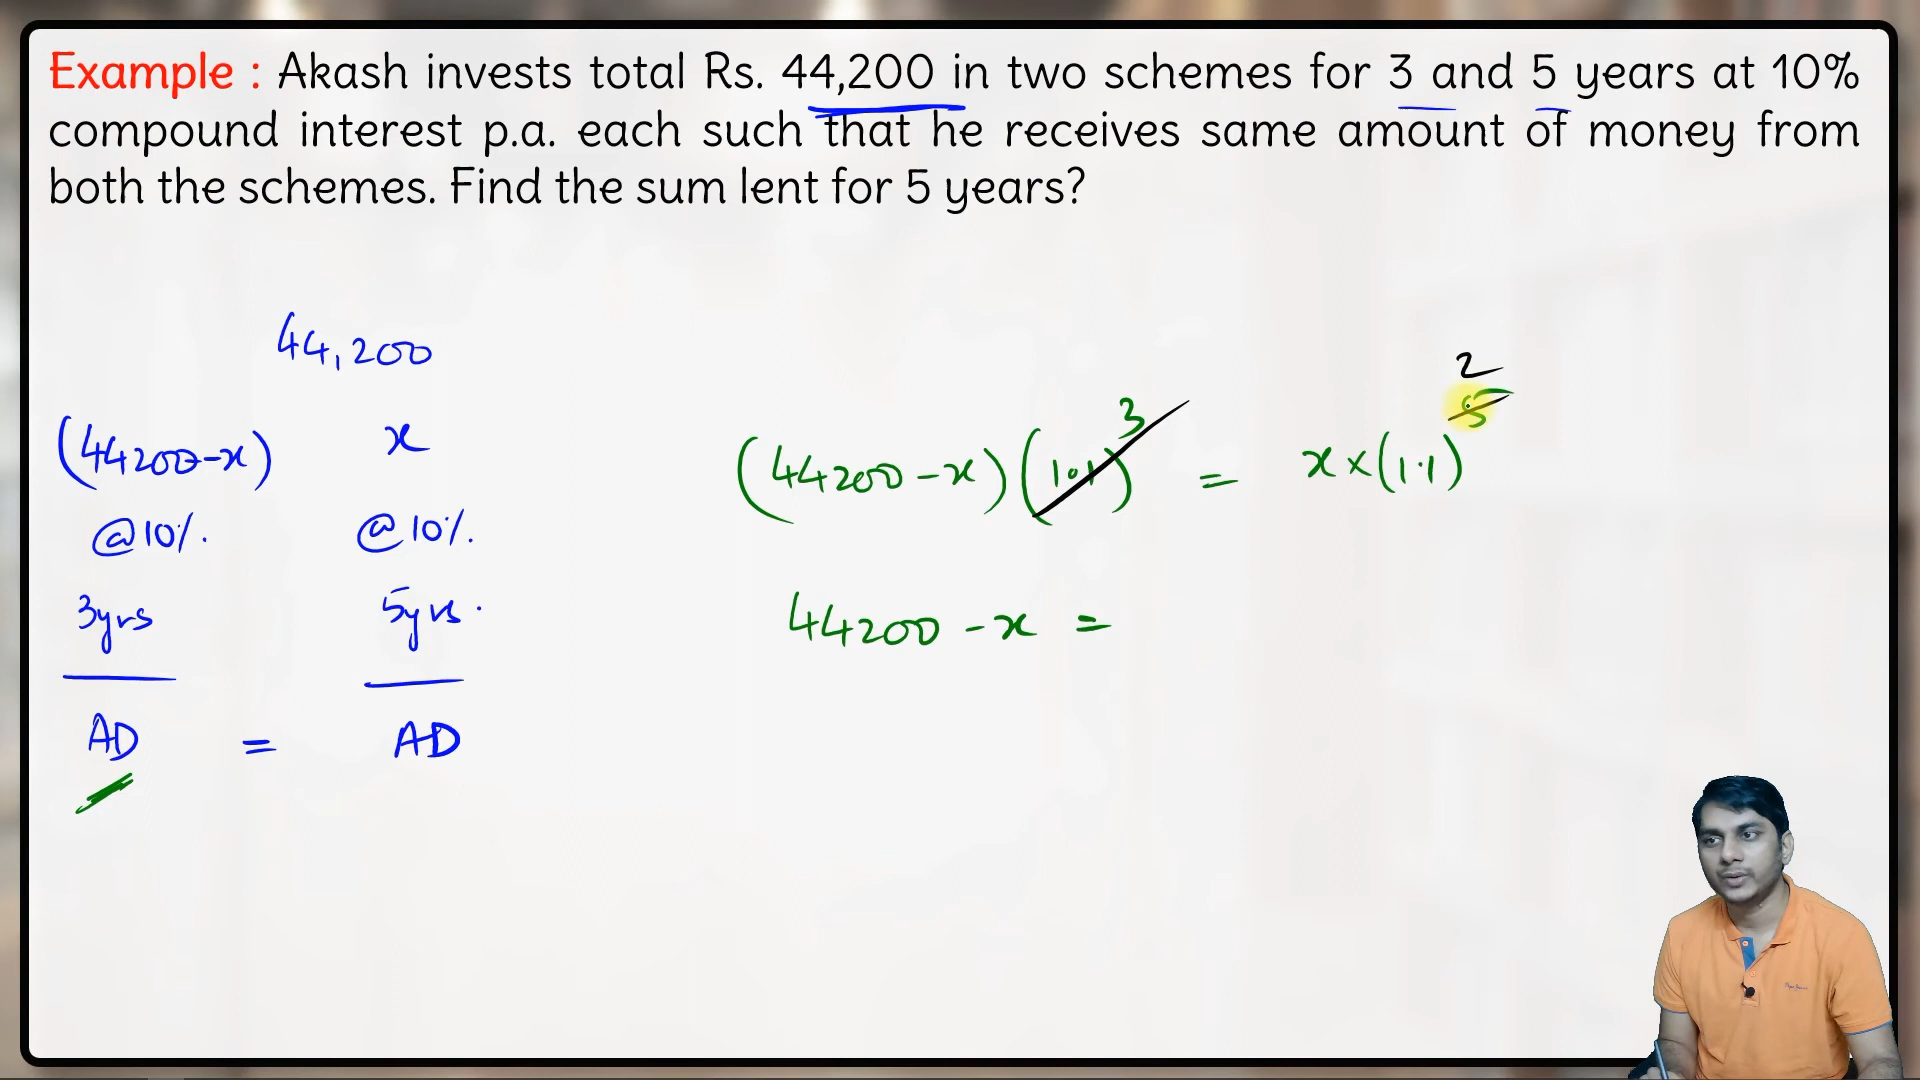 Example : Akash invests total Rs. 44,200 in two schemes for 3 and 5 years at 10%
compound interest p.a. each such that he receives same amount of money from
both the schemes. Find the sum lent for 5 years?
44,200
(44200-x) x
@10%. @10%.
3yrs 5yrs.
AD = AD
(44200-x)(1.1)3 = x×(1.1)5 2
44200-x =